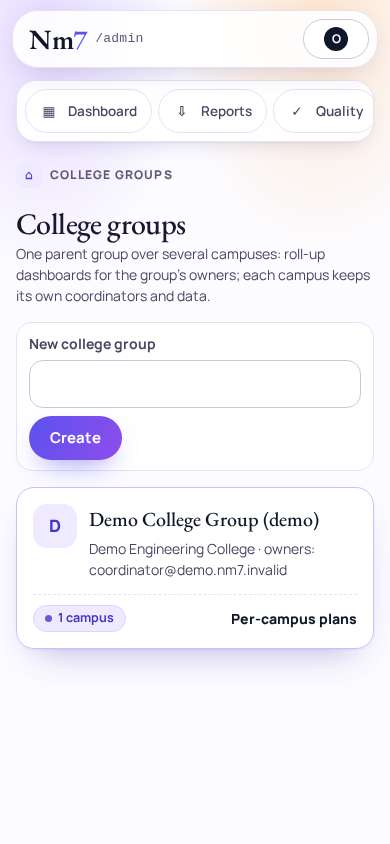 Nm7 /admin
O
Dashboard
Reports
✓ Quality
COLLEGE GROUPS
College groups
One parent group over several campuses: roll-up
dashboards for the group's owners; each campus keeps
its own coordinators and data.
New college group
Create
D
Demo College Group (demo)
Demo Engineering College · owners:
coordinator@demo.nm7.invalid
1 campus
Per-campus plans